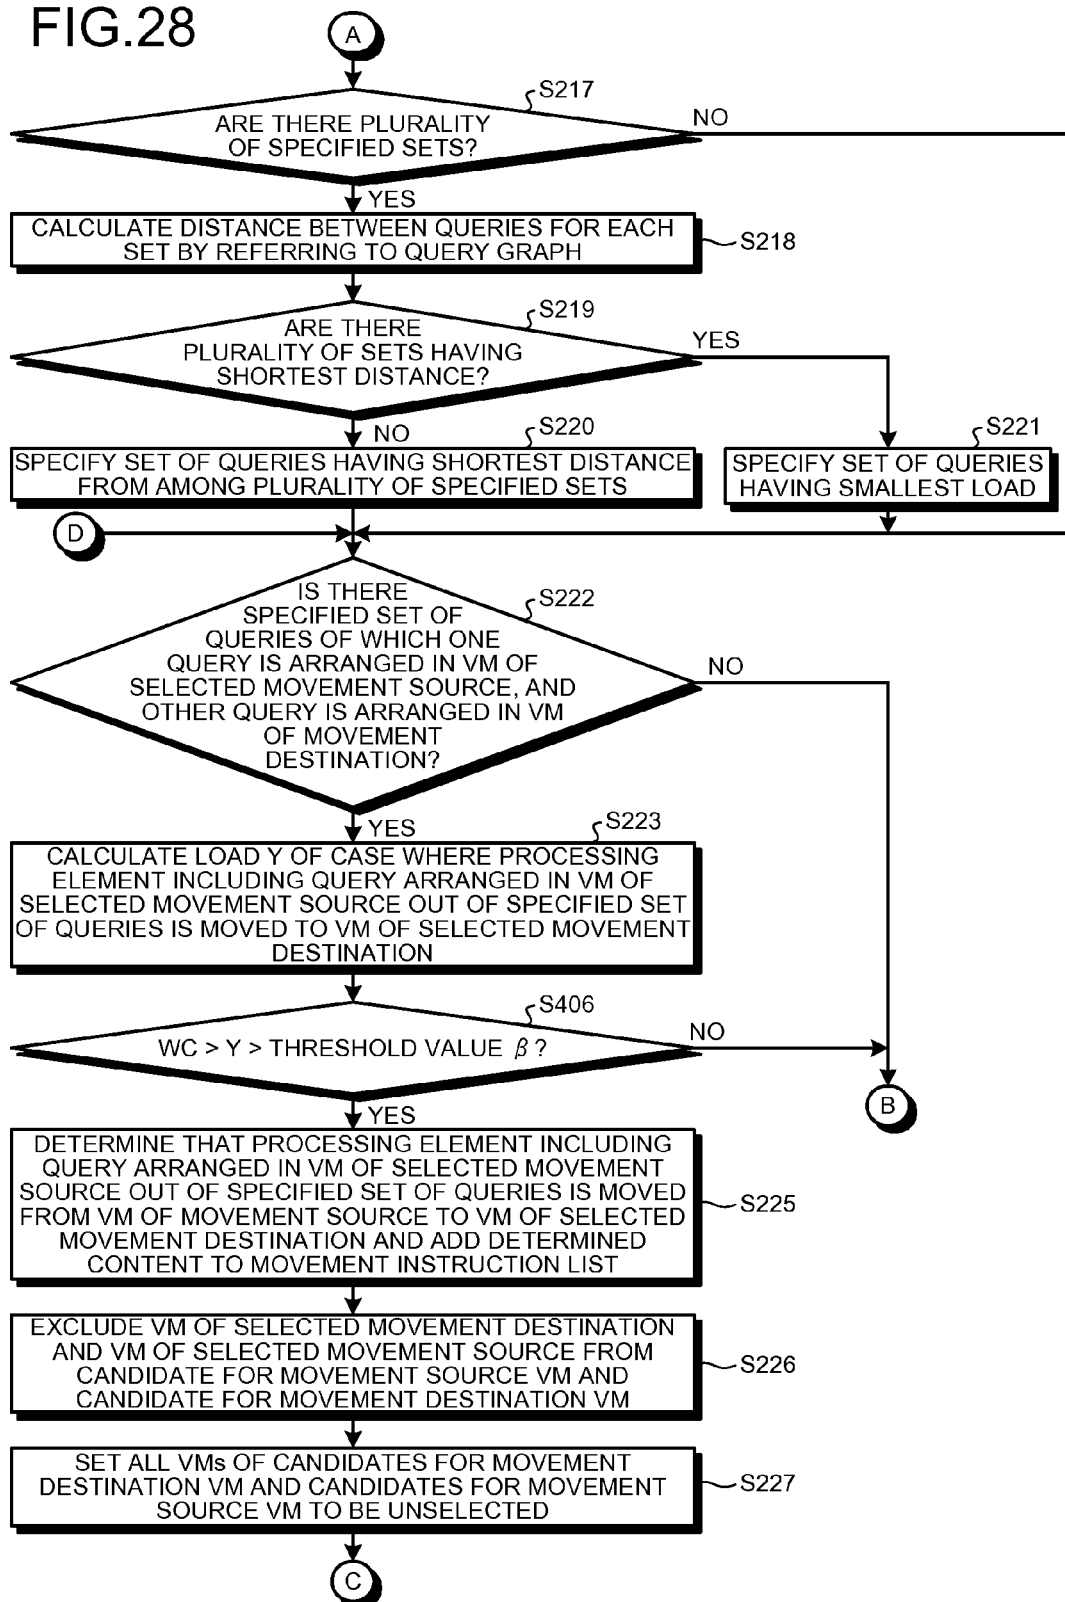 FIG.28
A
S217
ARE THERE PLURALITY
OF SPECIFIED SETS?
NO
YES
CALCULATE DISTANCE BETWEEN QUERIES FOR EACH
SET BY REFERRING TO QUERY GRAPH
S218
S219
ARE THERE
PLURALITY OF SETS HAVING
SHORTEST DISTANCE?
YES
NO
S220
SPECIFY SET OF QUERIES HAVING SHORTEST DISTANCE
FROM AMONG PLURALITY OF SPECIFIED SETS
S221
SPECIFY SET OF QUERIES
HAVING SMALLEST LOAD
D
S222
IS THERE
SPECIFIED SET OF
QUERIES OF WHICH ONE
QUERY IS ARRANGED IN VM OF
SELECTED MOVEMENT SOURCE, AND
OTHER QUERY IS ARRANGED IN VM
OF MOVEMENT
DESTINATION?
NO
YES
S223
CALCULATE LOAD Y OF CASE WHERE PROCESSING
ELEMENT INCLUDING QUERY ARRANGED IN VM OF
SELECTED MOVEMENT SOURCE OUT OF SPECIFIED SET
OF QUERIES IS MOVED TO VM OF SELECTED MOVEMENT
DESTINATION
S406
WC > Y > THRESHOLD VALUE β?
NO
B
YES
DETERMINE THAT PROCESSING ELEMENT INCLUDING
QUERY ARRANGED IN VM OF SELECTED MOVEMENT
SOURCE OUT OF SPECIFIED SET OF QUERIES IS MOVED
FROM VM OF MOVEMENT SOURCE TO VM OF SELECTED
MOVEMENT DESTINATION AND ADD DETERMINED
CONTENT TO MOVEMENT INSTRUCTION LIST
S225
EXCLUDE VM OF SELECTED MOVEMENT DESTINATION
AND VM OF SELECTED MOVEMENT SOURCE FROM
CANDIDATE FOR MOVEMENT SOURCE VM AND
CANDIDATE FOR MOVEMENT DESTINATION VM
S226
SET ALL VMs OF CANDIDATES FOR MOVEMENT
DESTINATION VM AND CANDIDATES FOR MOVEMENT
SOURCE VM TO BE UNSELECTED
S227
C